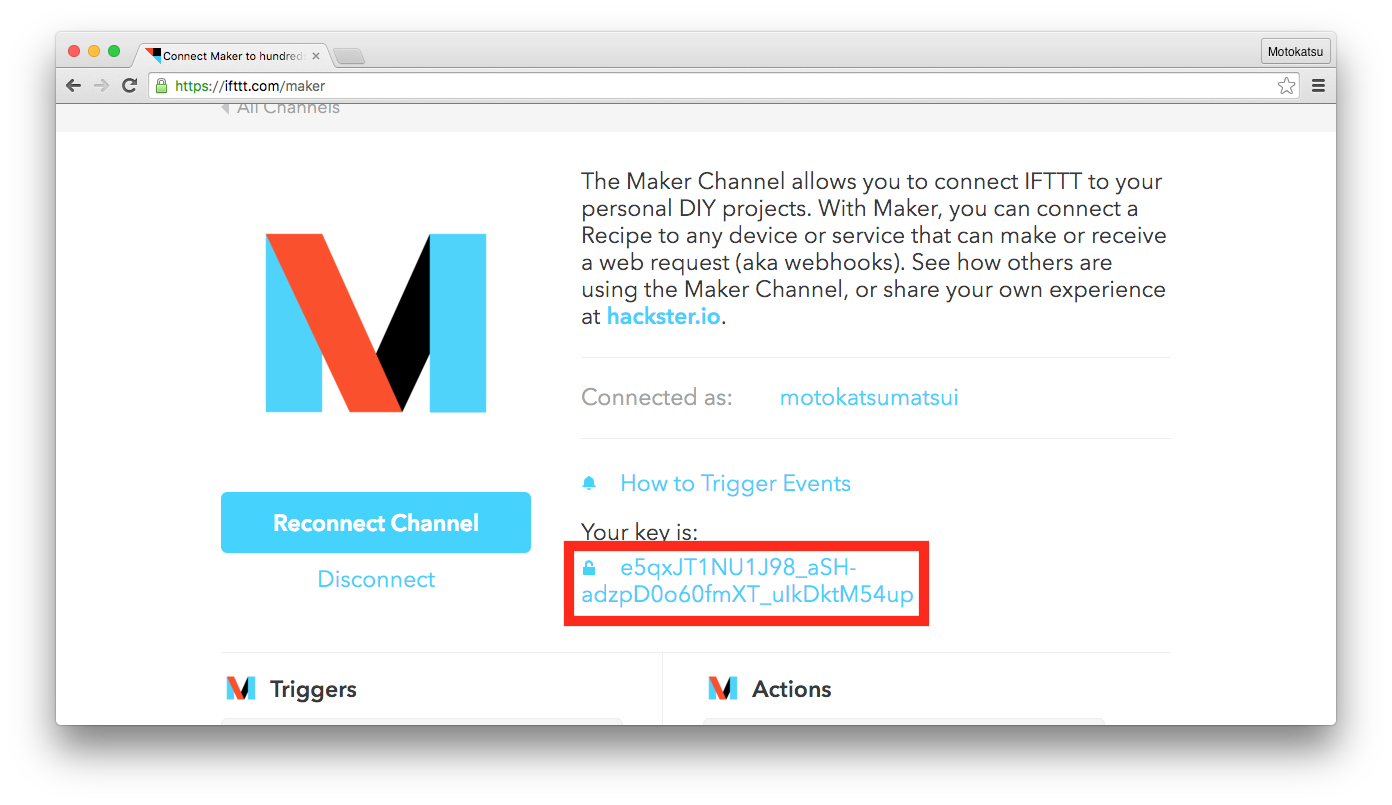 Connect Maker to hundred
Motokatsu
https://ifttt.com/maker
All Channels
The Maker Channel allows you to connect IFTTT to your
personal DIY projects. With Maker, you can connect a
Recipe to any device or service that can make or receive
a web request (aka webhooks). See how others are
using the Maker Channel, or share your own experience
at hackster.io.
Connected as: motokatsumatsui
How to Trigger Events
Reconnect Channel
Disconnect
Your key is:
e5qxJT1NU1J98_aSH-
adzpD0o60fmXT_uIkDktM54up
Triggers
Actions